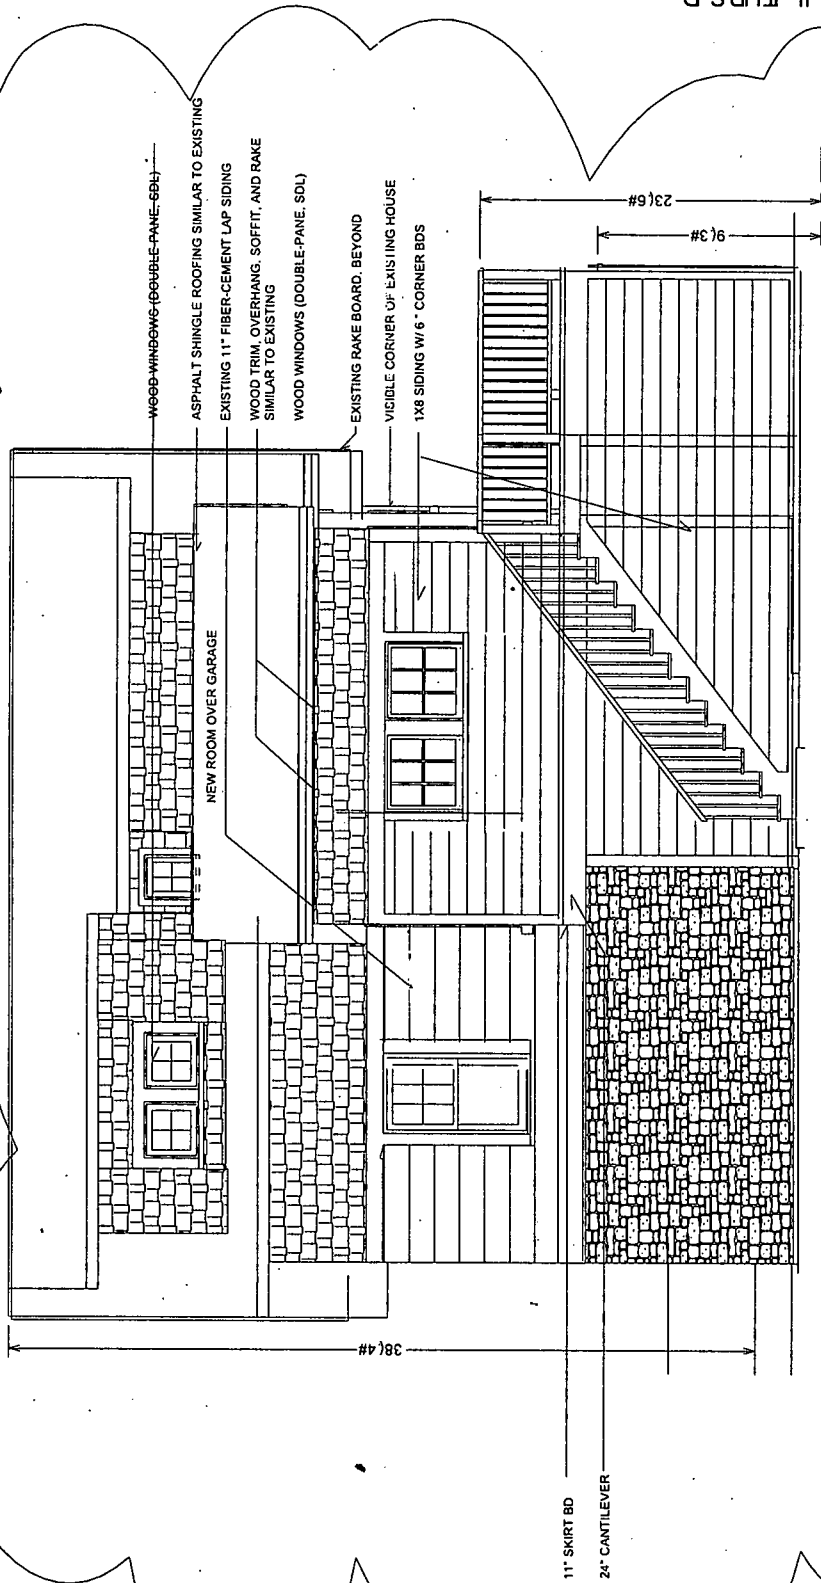 WOOD WINDOWS (DOUBLE-PANE, SDL)
ASPHALT SHINGLE ROOFING SIMILAR TO EXISTING
EXISTING 11" FIBER-CEMENT LAP SIDING
WOOD TRIM, OVERHANG, SOFFIT, AND RAKE
SIMILAR TO EXISTING
WOOD WINDOWS (DOUBLE-PANE, SDL)
EXISTING RAKE BOARD, BEYOND
VISIBLE CORNER OF EXISTING HOUSE
1X8 SIDING W/ 6" CORNER BDS
NEW ROOM OVER GARAGE
23(6#
9(3#
38(4#
11" SKIRT BD
24" CANTILEVER